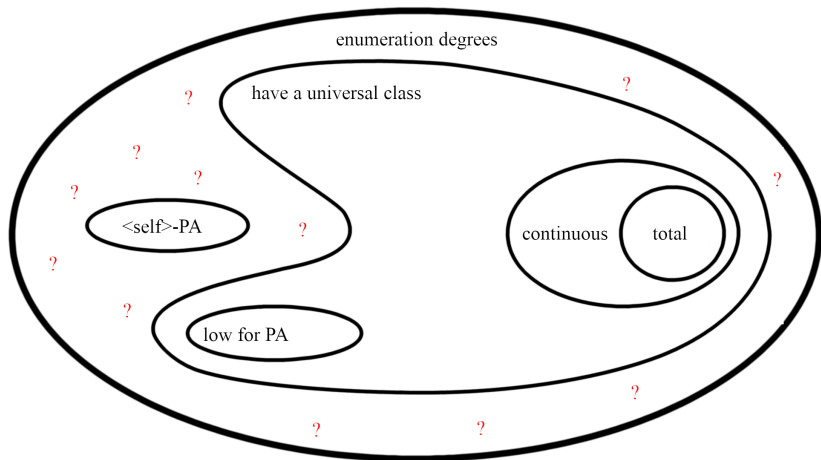 enumeration degrees
?
?
have a universal class
?
?
?
?
<self>-PA
?
continuous
total
?
?
low for PA
?
?
?